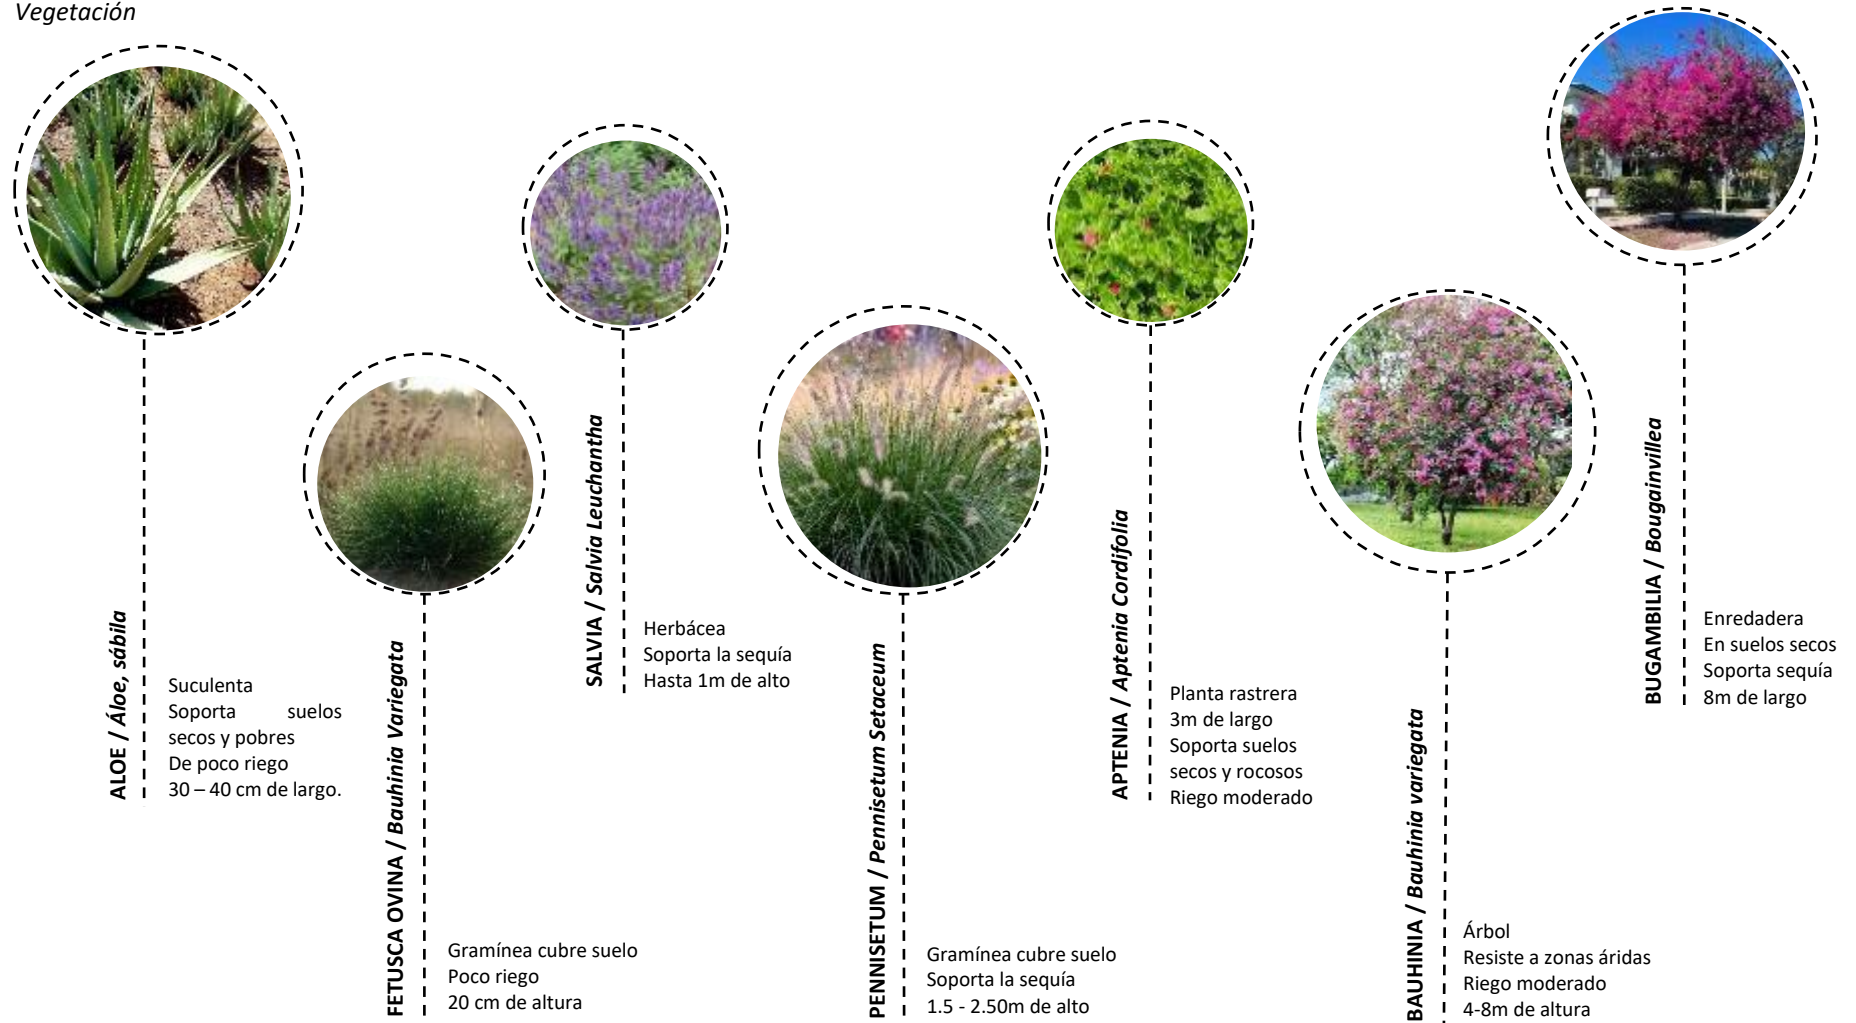 Vegetación
ALOE / Áloe, sábila
Suculenta
Soporta suelos
secos y pobres
De poco riego
30 – 40 cm de largo.
FETUSCA OVINA / Bauhinia Variegata
Gramínea cubre suelo
Poco riego
20 cm de altura
SALVIA / Salvia Leuchantha
Herbácea
Soporta la sequía
Hasta 1m de alto
PENNISETUM / Pennisetum Setaceum
Gramínea cubre suelo
Soporta la sequía
1.5 - 2.50m de alto
APTENIA / Aptenia Cordifolia
Planta rastrera
3m de largo
Soporta suelos
secos y rocosos
Riego moderado
BAUHINIA / Bauhinia variegata
Árbol
Resiste a zonas áridas
Riego moderado
4-8m de altura
BUGAMBILIA / Bougainvillea
Enredadera
En suelos secos
Soporta sequía
8m de largo